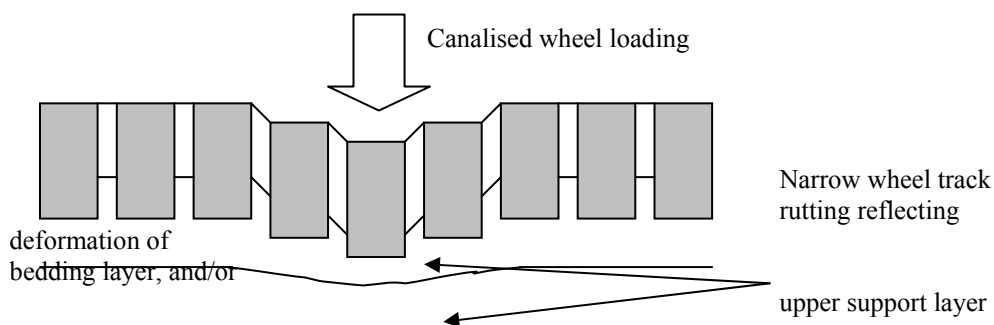 Canalised wheel loading
Narrow wheel track
rutting reflecting
deformation of
bedding layer, and/or
upper support layer